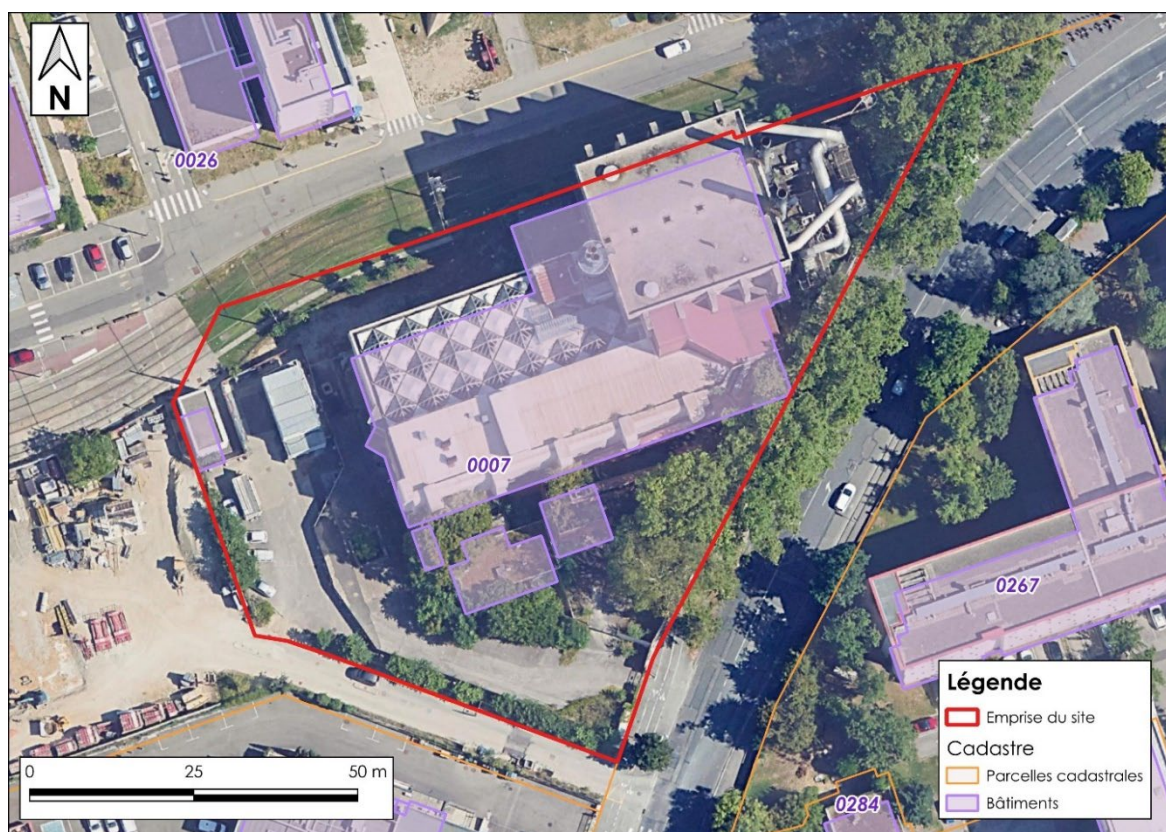 N
0026
0007
0267
0284
Légende
Emprise du site
Cadastre
Parcelles cadastrales
Bâtiments
0 25 50 m